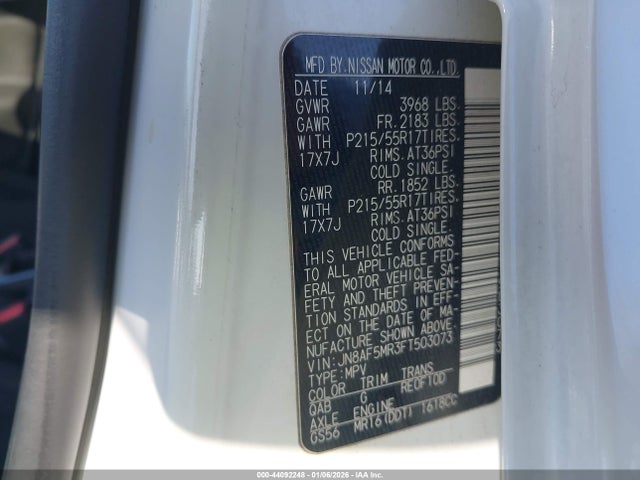 MFD BY NISSAN MOTOR CO., LTD.
DATE 11/14
GVWR 3968 LBS.
GAWR FR. 2183 LBS.
WITH P215/55R17TIRES.
17X7J RIMS. AT36PSI
COLD SINGLE.
GAWR RR. 1852 LBS.
WITH P215/55R17TIRES.
17X7J RIMS. AT36PSI
COLD SINGLE.
THIS VEHICLE CONFORMS
TO ALL APPLICABLE FED-
ERAL MOTOR VEHICLE SA-
FETY AND THEFT PREVEN-
TION STANDARDS IN EFF-
ECT ON THE DATE OF MA-
NUFACTURE SHOWN ABOVE.
VIN: JN8AF5MR3FT503073
TYPE: MPV
COLOR TRIM TRANS
QAB G RE0F10D
AXLE ENGINE
GS56 MR16(DDT) 1618CC
000-44092248 - 01/06/2026 - IAAI.COM